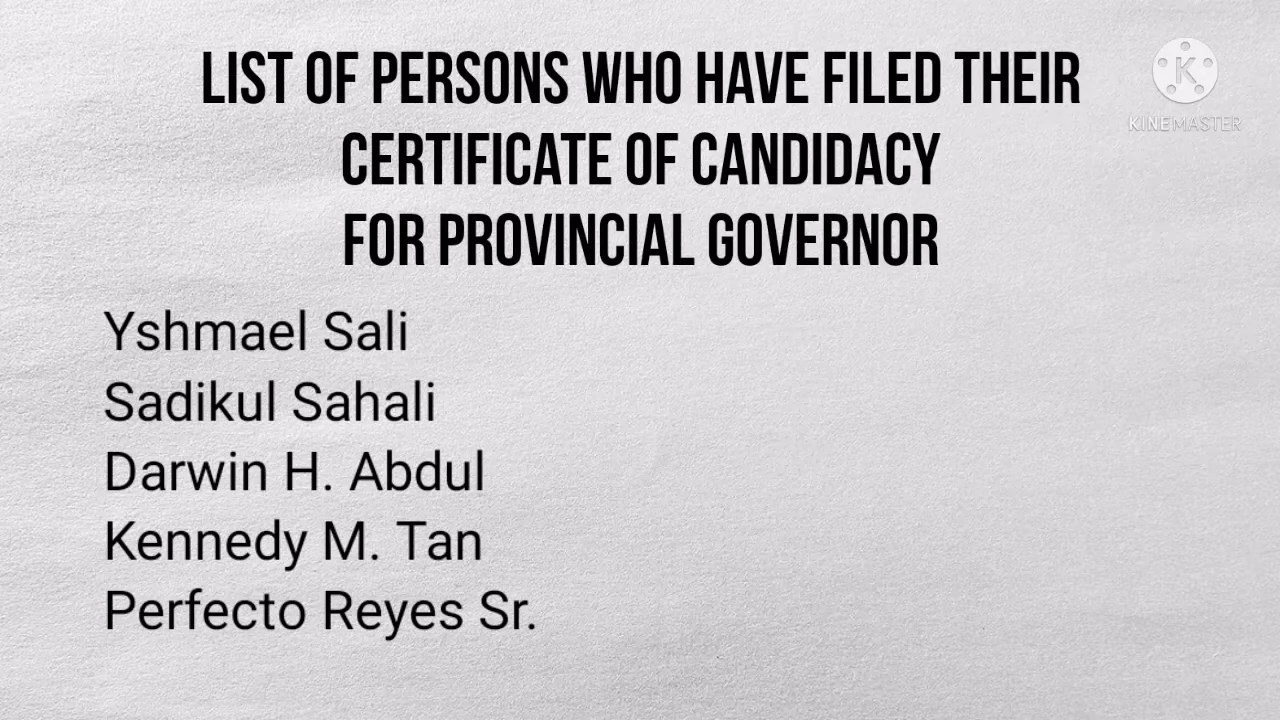 LIST OF PERSONS WHO HAVE FILED THEIR
CERTIFICATE OF CANDIDACY
FOR PROVINCIAL GOVERNOR
K
KINEMASTER
Yshmael Sali
Sadikul Sahali
Darwin H. Abdul
Kennedy M. Tan
Perfecto Reyes Sr.